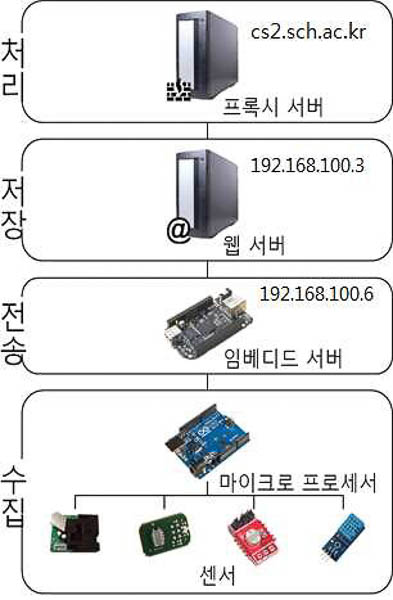 처리
cs2.sch.ac.kr
프록시 서버
저장
192.168.100.3
@
웹 서버
전송
192.168.100.6
임베디드 서버
수집
마이크로 프로세서
센서